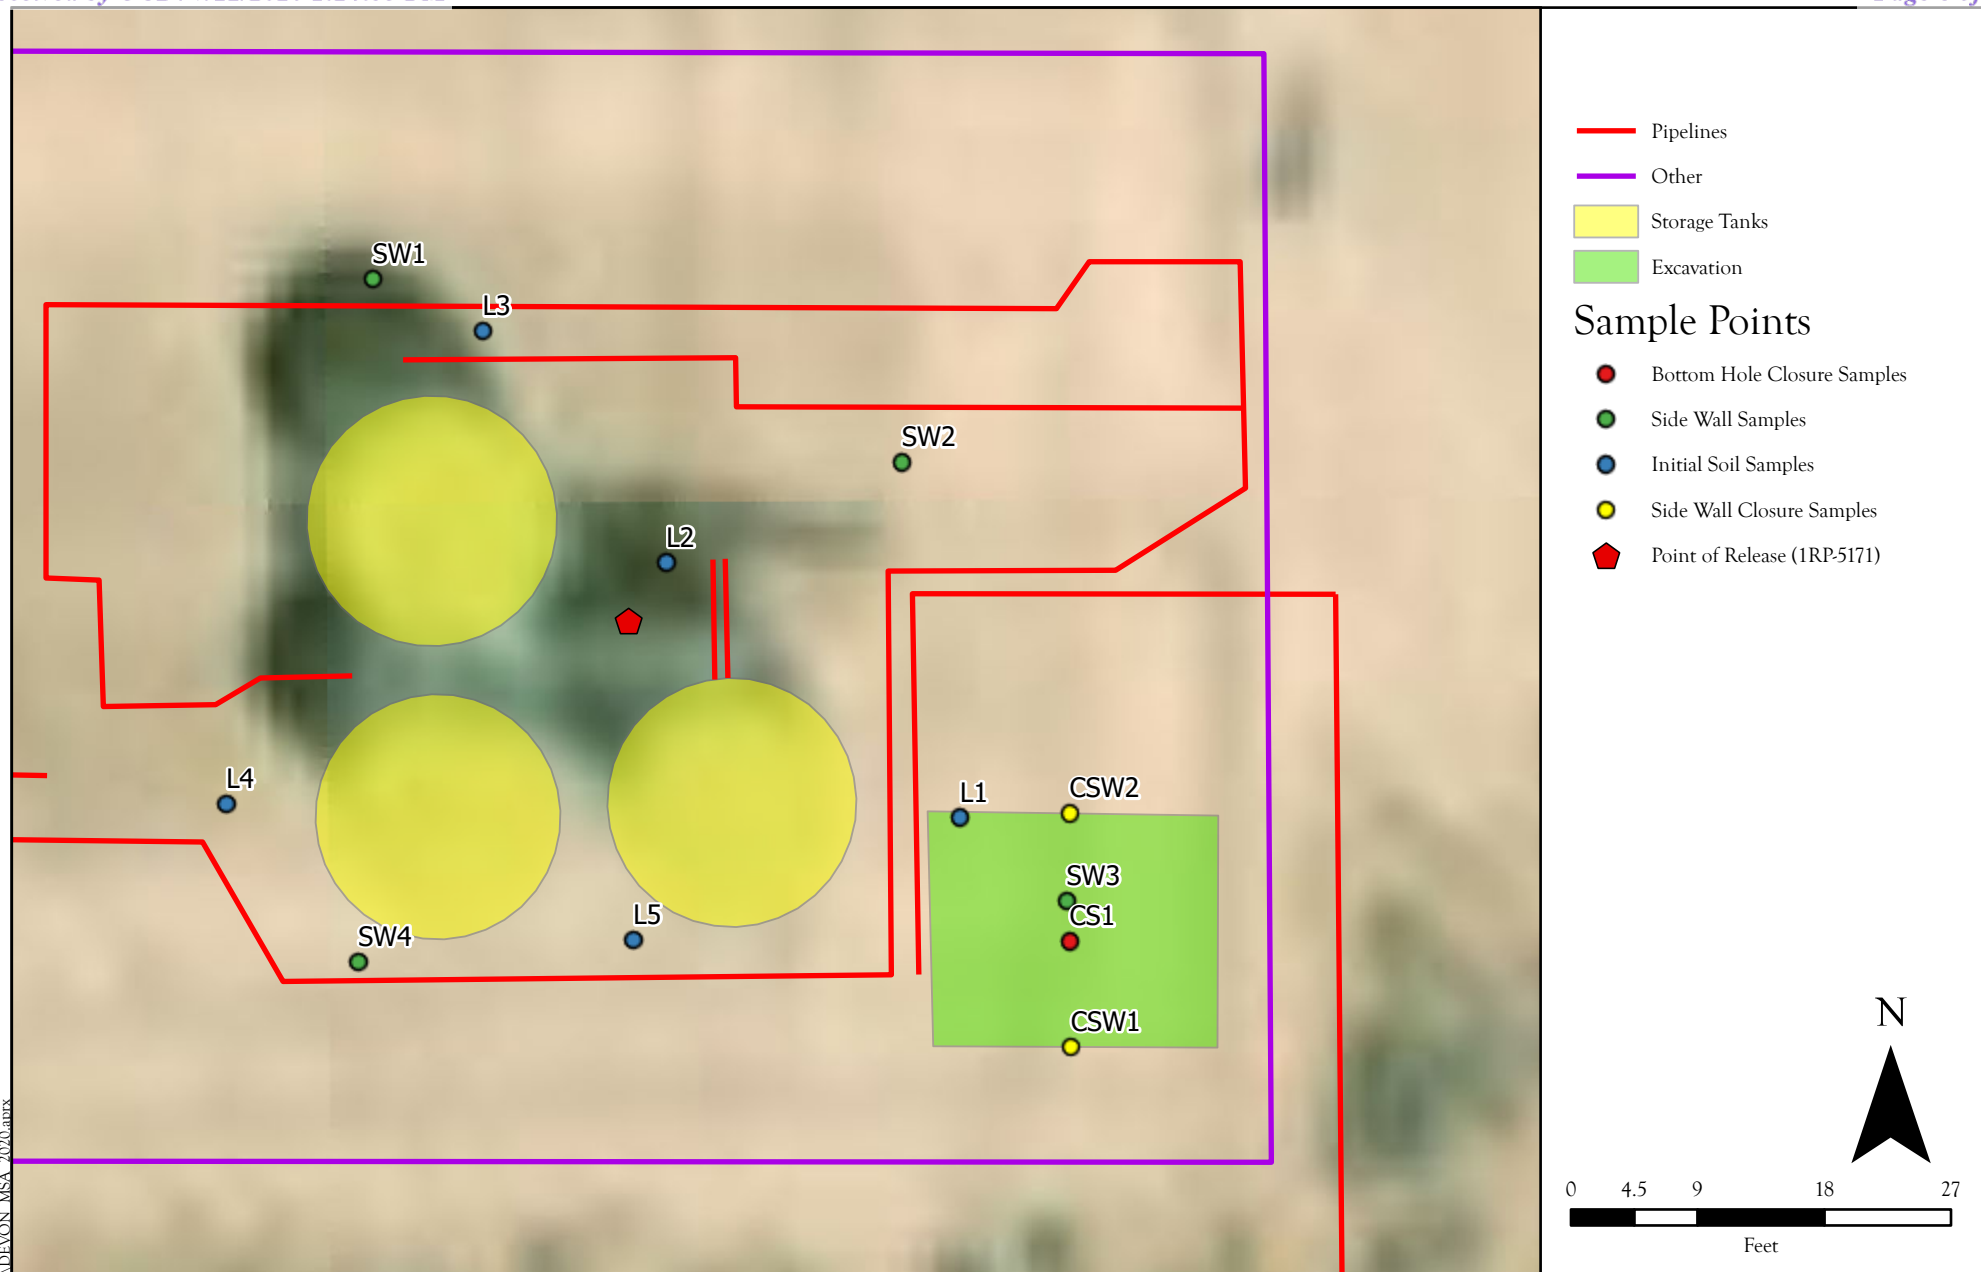 SW1
L3
SW2
L2
L4
L1
CSW2
SW3
CS1
L5
SW4
CSW1
Pipelines
Other
Storage Tanks
Excavation
Sample Points
Bottom Hole Closure Samples
Side Wall Samples
Initial Soil Samples
Side Wall Closure Samples
Point of Release (1RP-5171)
N
0 4.5 9 18 27
Feet